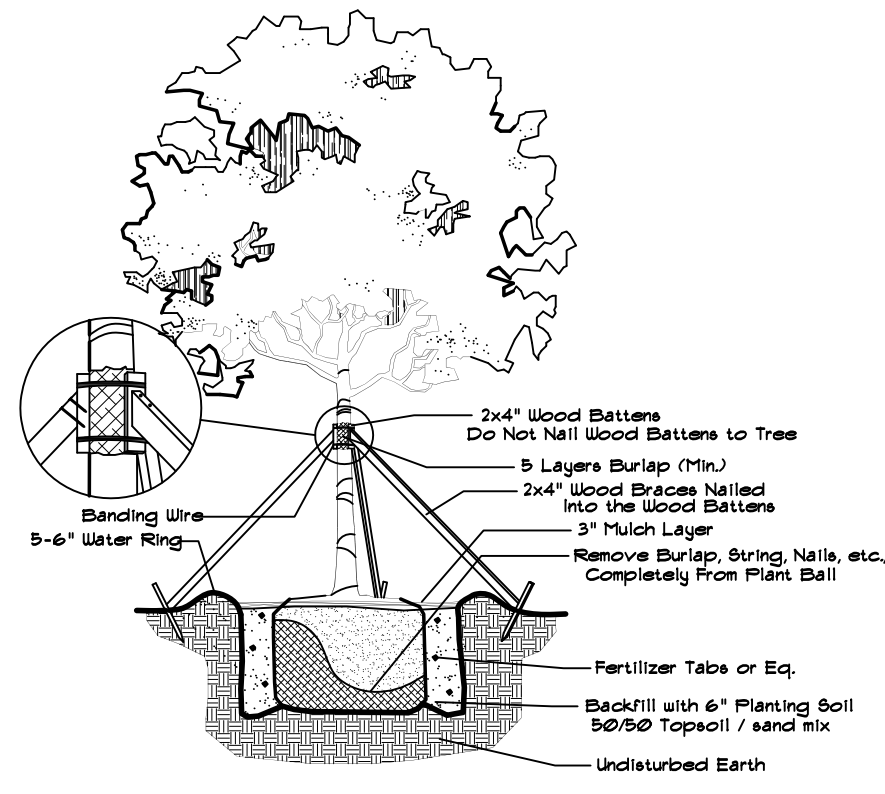 2x4" Wood Battens
Do Not Nail Wood Battens to Tree
5 Layers Burlap (Min.)
2x4" Wood Braces Nailed
into the Wood Battens
Banding Wire
3" Mulch Layer
5-6" Water Ring
Remove Burlap, String, Nails, etc.,
Completely From Plant Ball
Fertilizer Tabs or Eq.
Backfill with 6" Planting Soil
50/50 Topsoil / sand mix
Undisturbed Earth